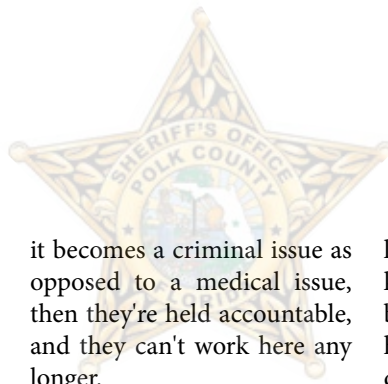 SHERIFF'S OFFICE
POLK COUNTY
FLORIDA
it becomes a criminal issue as
opposed to a medical issue,
then they're held accountable,
and they can't work here any
longer.